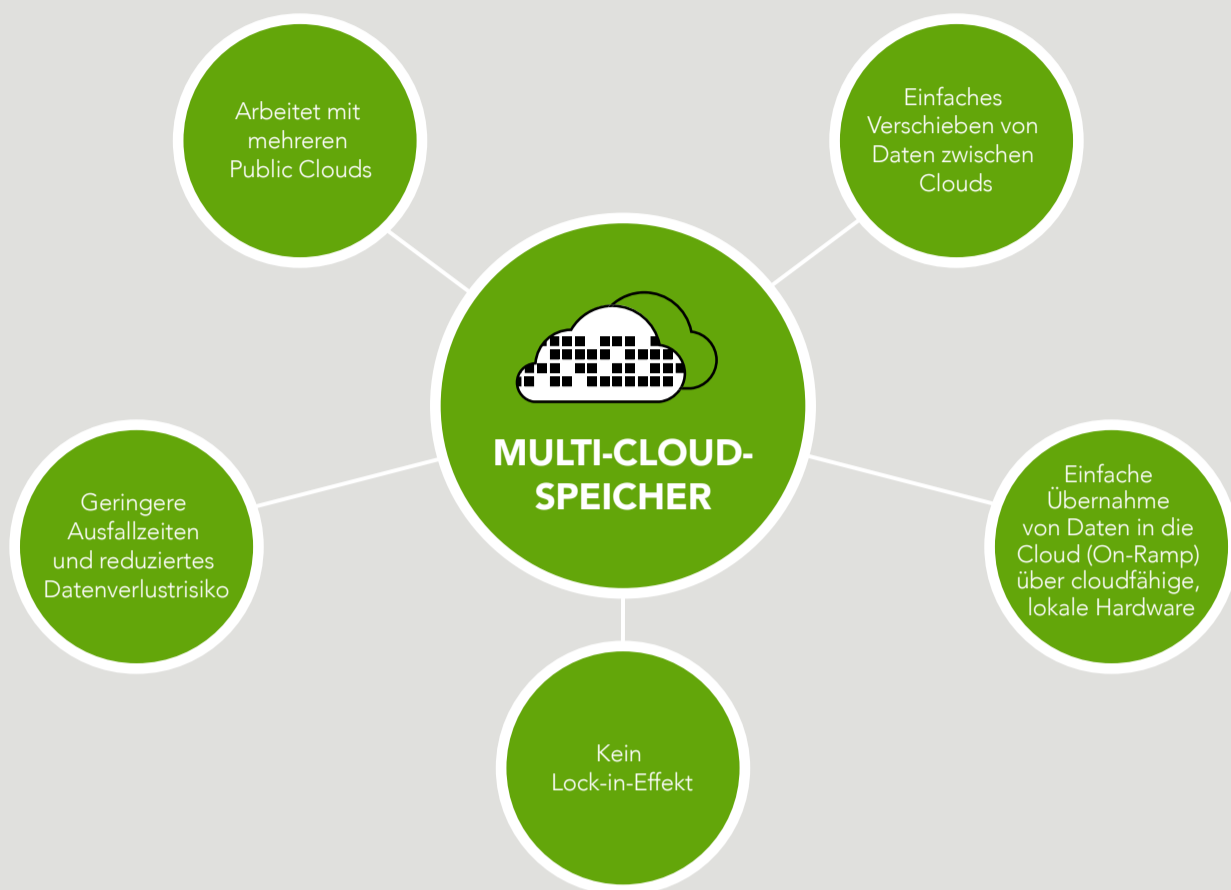 Arbeitet mit
mehreren
Public Clouds
Einfaches
Verschieben von
Daten zwischen
Clouds
MULTI-CLOUD-
SPEICHER
Geringere
Ausfallzeiten
und reduziertes
Datenverlustrisiko
Einfache
Übernahme
von Daten in die
Cloud (On-Ramp)
über cloudfähige,
lokale Hardware
Kein
Lock-in-Effekt